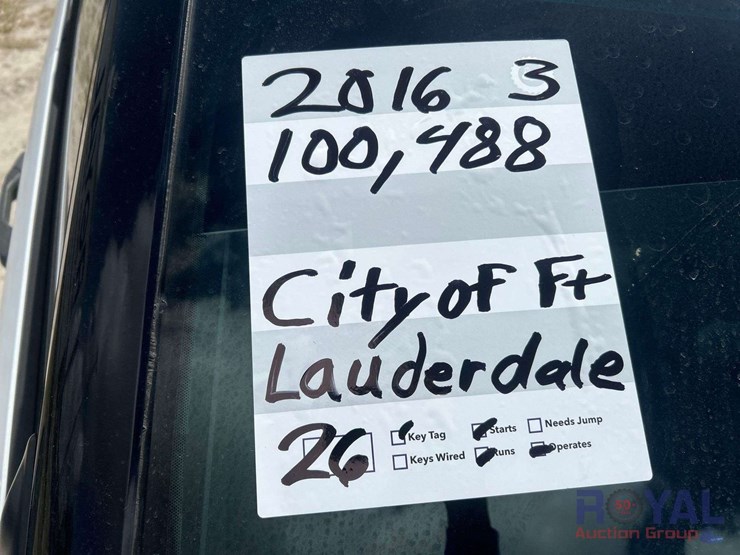 2016 3
100,488
City of Ft
Lauderdale
26
Key Tag
Starts
Needs Jump
Keys Wired
Runs
Operates
ROYAL
Auction Group